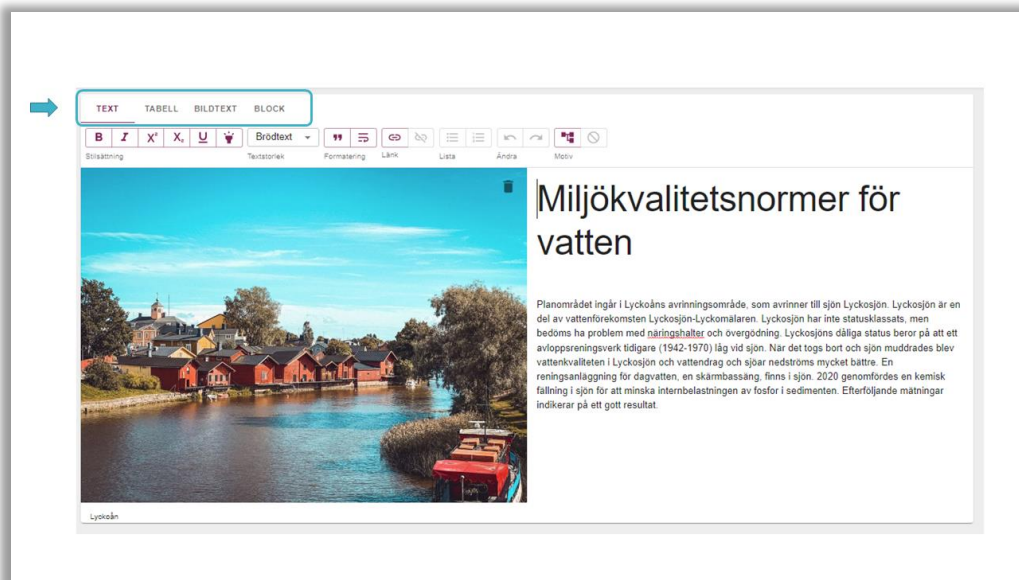 TEXT TABELL BILDTEXT BLOCK
B I X² Xₑ U Brödtext
Stilsättning Textstorlek Formatering Länk Lista Ändra Motiv
Miljökvalitetsnormer för
vatten
Planområdet ingår i Lyckoåns avrinningsområde, som avrinner till sjön Lyckosjön. Lyckosjön är en
del av vattenförekomsten Lyckosjön-Lyckomälaren. Lyckosjön har inte statusklassats, men
bedöms ha problem med näringshalter och övergödning. Lyckosjöns dåliga status beror på att ett
avloppsreningsverk tidigare (1942-1970) låg vid sjön. När det togs bort och sjön muddrades blev
vattenkvaliteten i Lyckosjön och vattendrag och sjöar nedströms mycket bättre. En
reningsanläggning för dagvatten, en skärmbassäng, finns i sjön. 2020 genomfördes en kemisk
fällning i sjön för att minska internbelastningen av fosfor i sedimenten. Efterföljande mätningar
indikerar på ett gott resultat.
Lyckoån